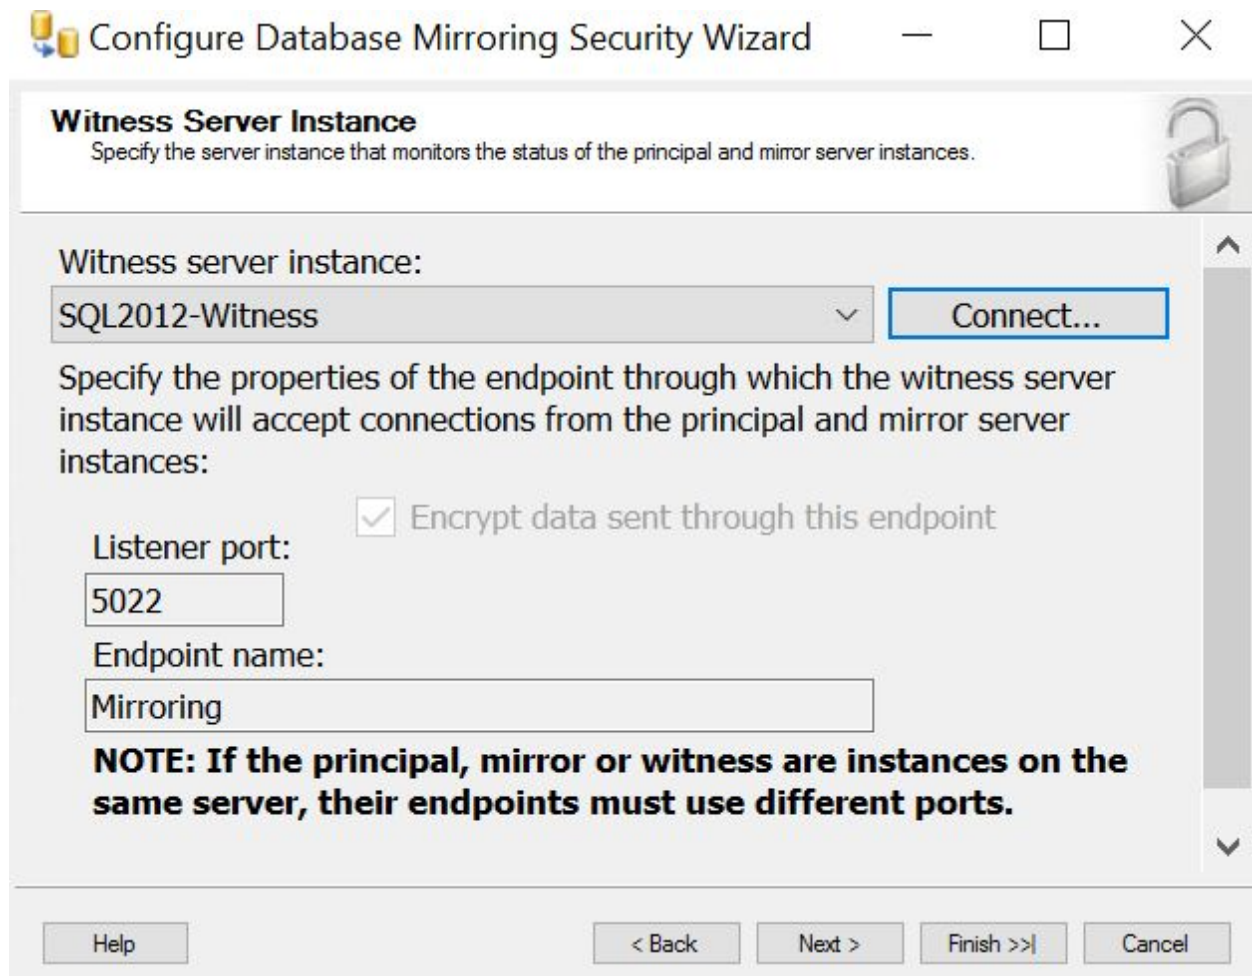 Configure Database Mirroring Security Wizard
Witness Server Instance
Specify the server instance that monitors the status of the principal and mirror server instances.
Witness server instance:
SQL2012-Witness
Connect...
Specify the properties of the endpoint through which the witness server
instance will accept connections from the principal and mirror server
instances:
Encrypt data sent through this endpoint
Listener port:
5022
Endpoint name:
Mirroring
NOTE: If the principal, mirror or witness are instances on the
same server, their endpoints must use different ports.
Help
< Back
Next >
Finish >>|
Cancel